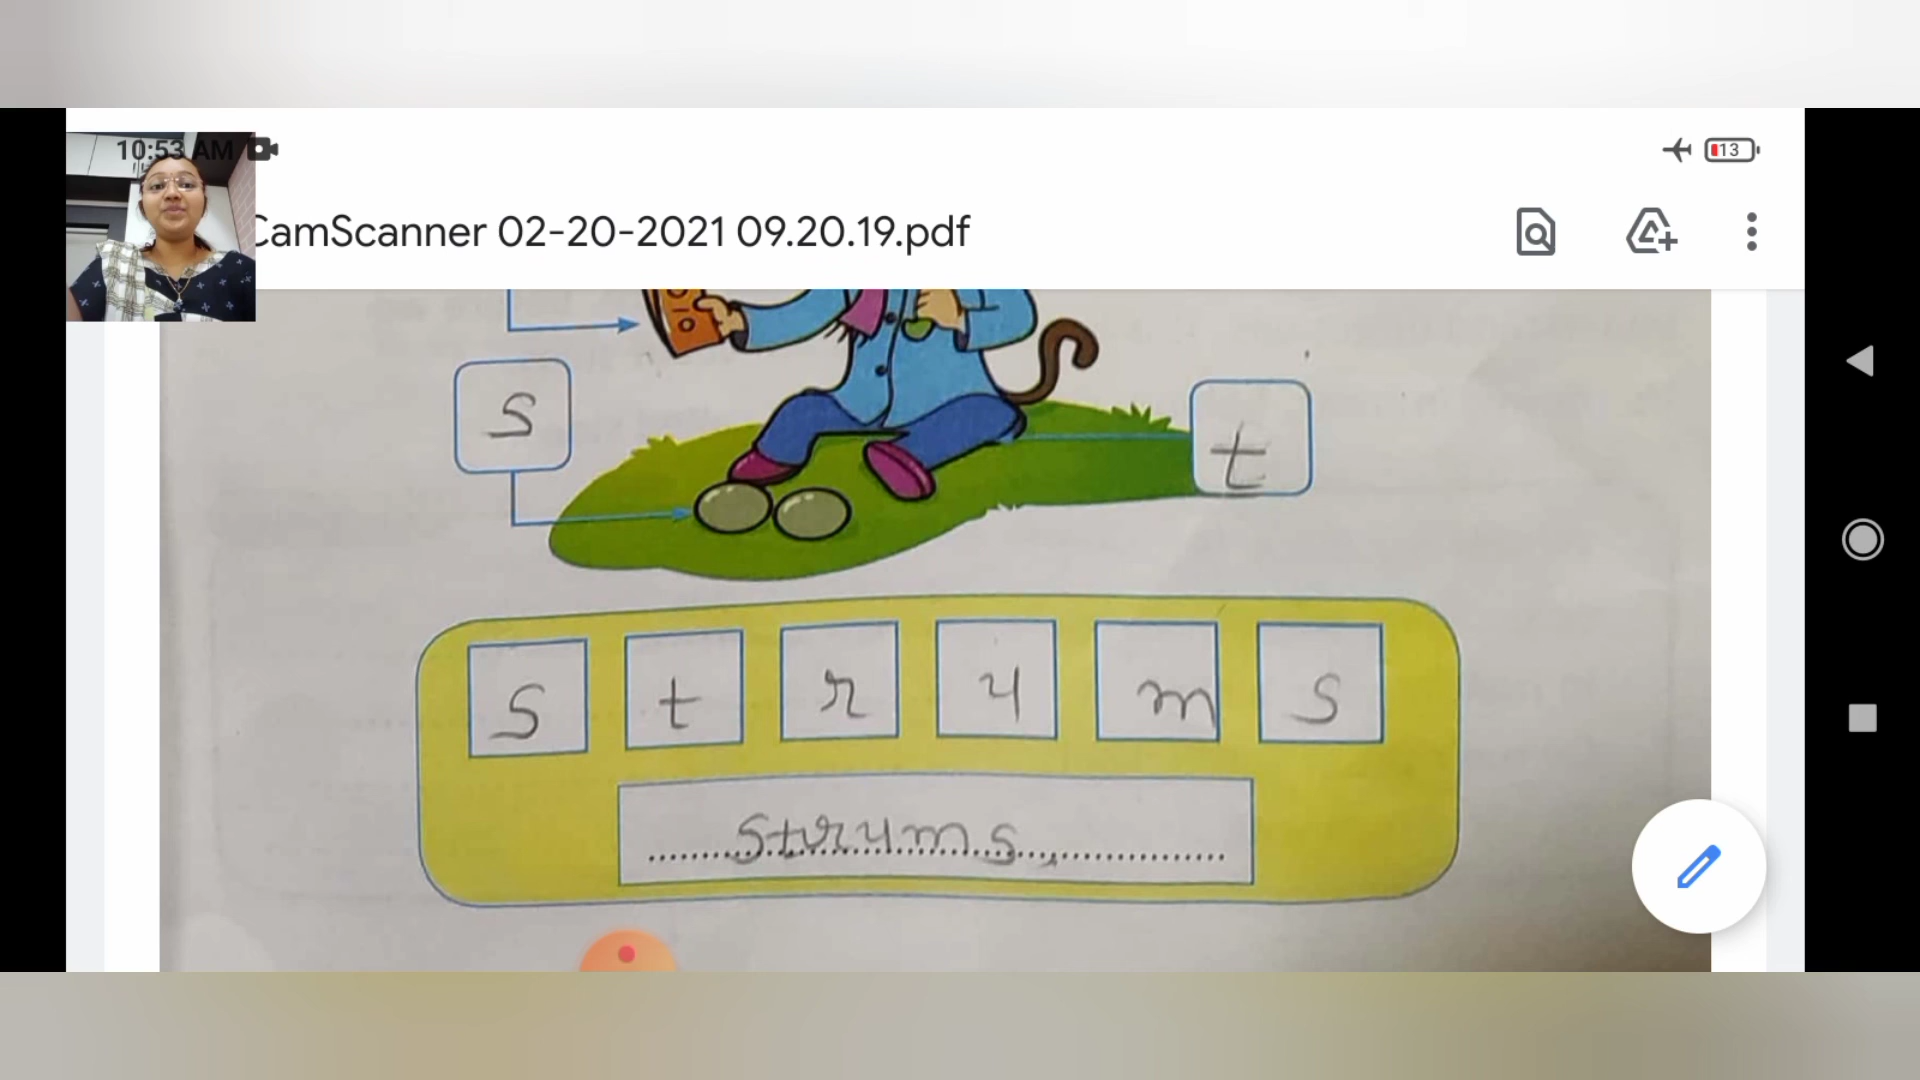 10:53 AM
13
CamScanner 02-20-2021 09.20.19.pdf
s
t
s t r u m s
strums